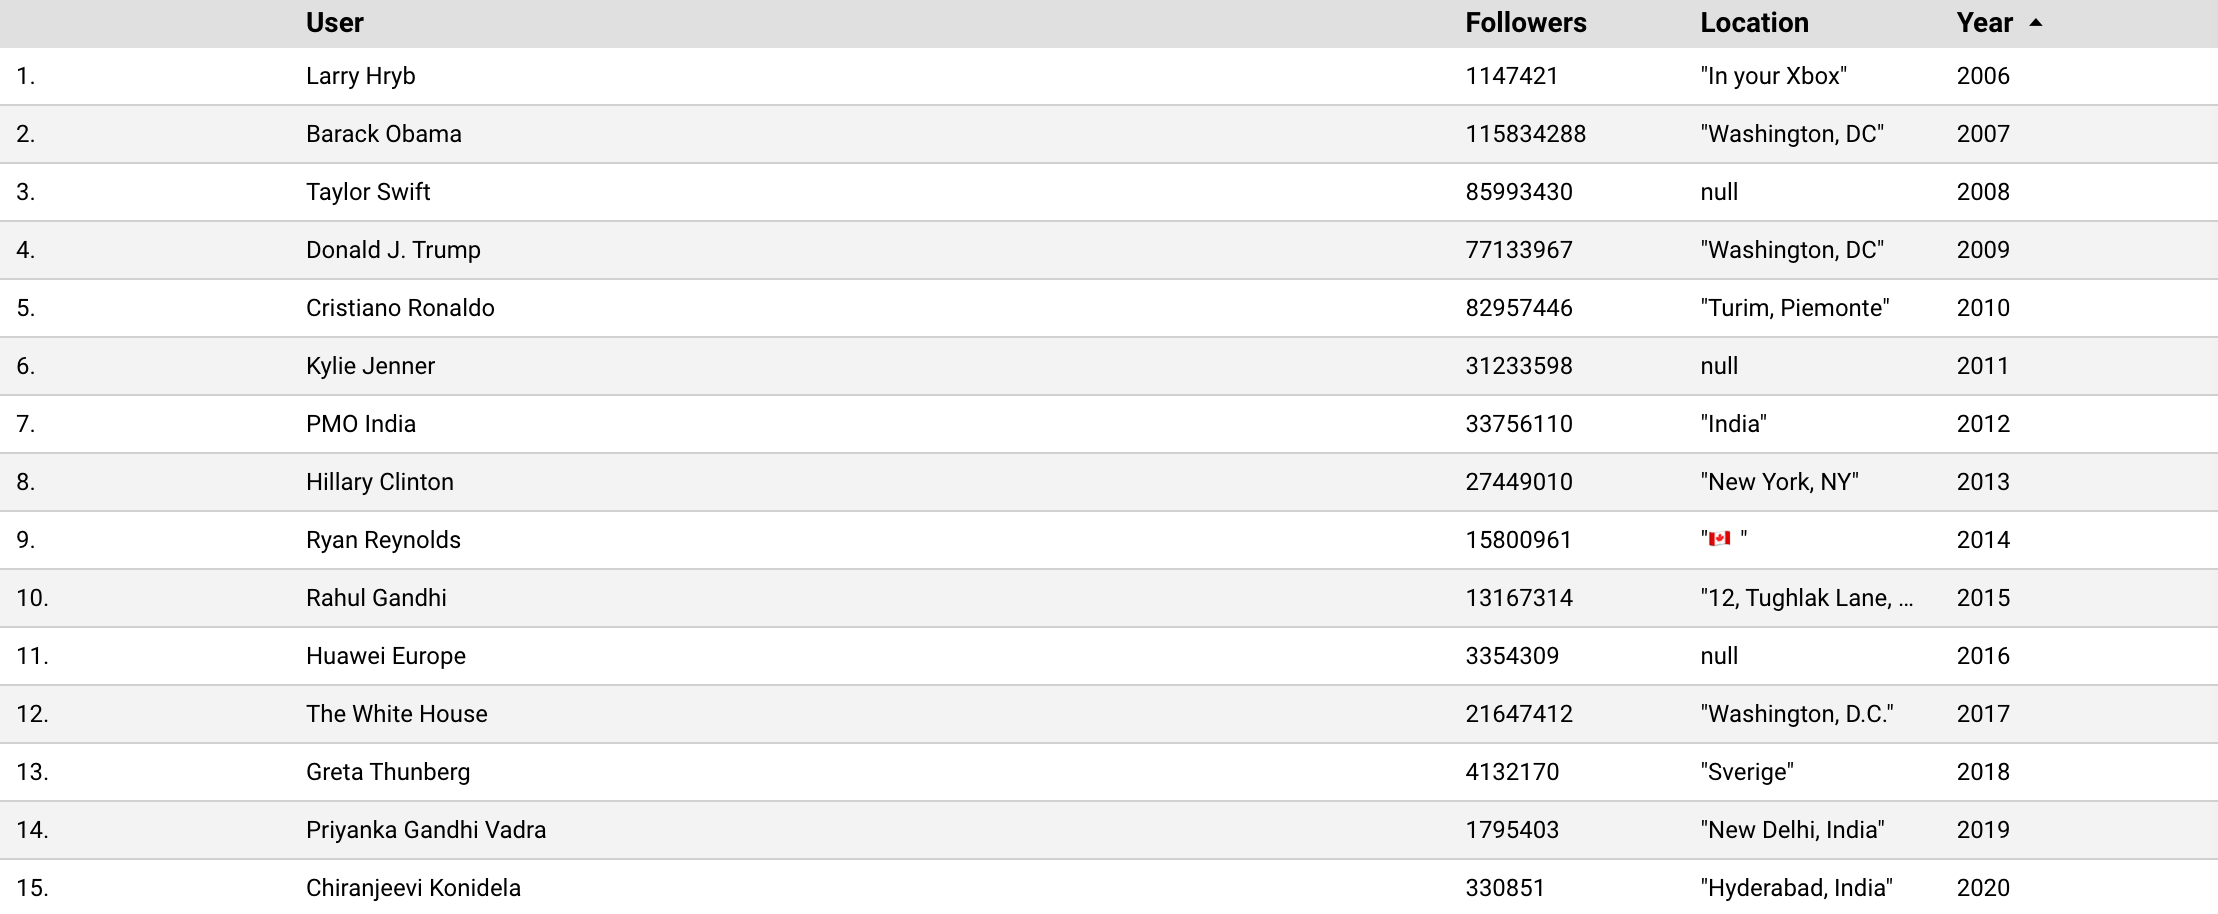 User Followers Location Year ▲
1. Larry Hryb 1147421 "In your Xbox" 2006
2. Barack Obama 115834288 "Washington, DC" 2007
3. Taylor Swift 85993430 null 2008
4. Donald J. Trump 77133967 "Washington, DC" 2009
5. Cristiano Ronaldo 82957446 "Turim, Piemonte" 2010
6. Kylie Jenner 31233598 null 2011
7. PMO India 33756110 "India" 2012
8. Hillary Clinton 27449010 "New York, NY" 2013
9. Ryan Reynolds 15800961 "🇨🇦 " 2014
10. Rahul Gandhi 13167314 "12, Tughlak Lane, ... 2015
11. Huawei Europe 3354309 null 2016
12. The White House 21647412 "Washington, D.C." 2017
13. Greta Thunberg 4132170 "Sverige" 2018
14. Priyanka Gandhi Vadra 1795403 "New Delhi, India" 2019
15. Chiranjeevi Konidela 330851 "Hyderabad, India" 2020